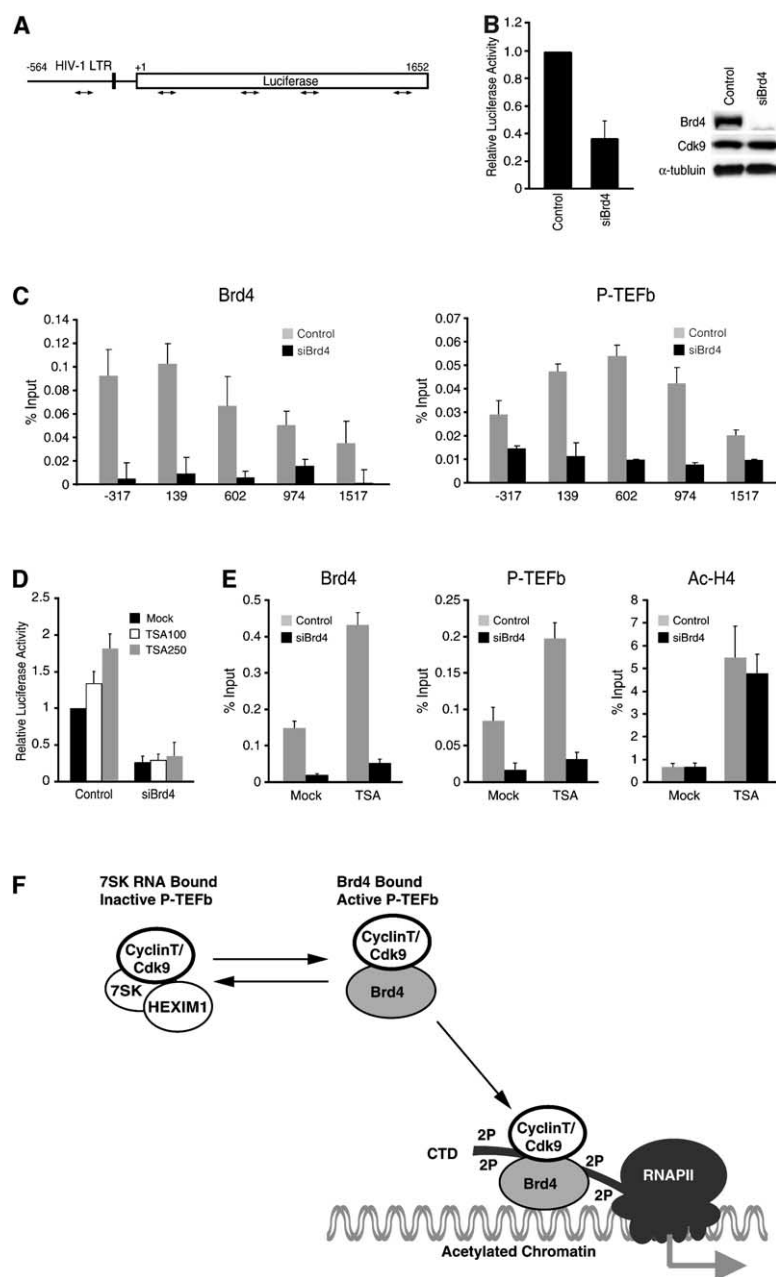 A
-564 HIV-1 LTR +1 1652
Luciferase
B
Relative Luciferase Activity
1.2
1.0
0.8
0.6
0.4
0.2
0
Control
siBrd4
Control
siBrd4
Brd4
Cdk9
α-tubluin
C
Brd4
% Input
0.14
0.12
0.1
0.08
0.06
0.04
0.02
0
Control
siBrd4
-317 139 602 974 1517
P-TEFb
% Input
0.07
0.06
0.05
0.04
0.03
0.02
0.01
0
Control
siBrd4
-317 139 602 974 1517
D
Relative Luciferase Activity
2.5
2
1.5
1
0.5
0
Mock
TSA100
TSA250
Control siBrd4
E
Brd4
% Input
0.5
0.4
0.3
0.2
0.1
0
Control
siBrd4
Mock TSA
P-TEFb
% Input
0.25
0.2
0.15
0.1
0.05
0
Control
siBrd4
Mock TSA
Ac-H4
% Input
8
7
6
5
4
3
2
1
0
Control
siBrd4
Mock TSA
F
7SK RNA Bound
Inactive P-TEFb
Brd4 Bound
Active P-TEFb
CyclinT/
Cdk9
7SK
HEXIM1
CyclinT/
Cdk9
Brd4
CTD
2P
2P
CyclinT/
Cdk9
Brd4
2P
2P
RNAPII
Acetylated Chromatin